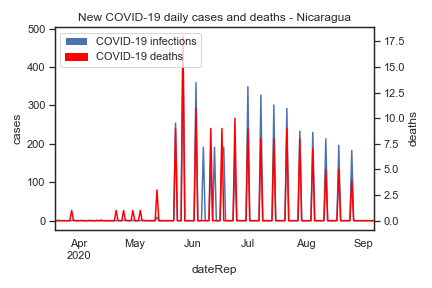 New COVID-19 daily cases and deaths - Nicaragua
COVID-19 infections
COVID-19 deaths
500
400
300
200
100
0
cases
17.5
15.0
12.5
10.0
7.5
5.0
2.5
0.0
deaths
Apr
2020
May
Jun
Jul
Aug
Sep
dateRep